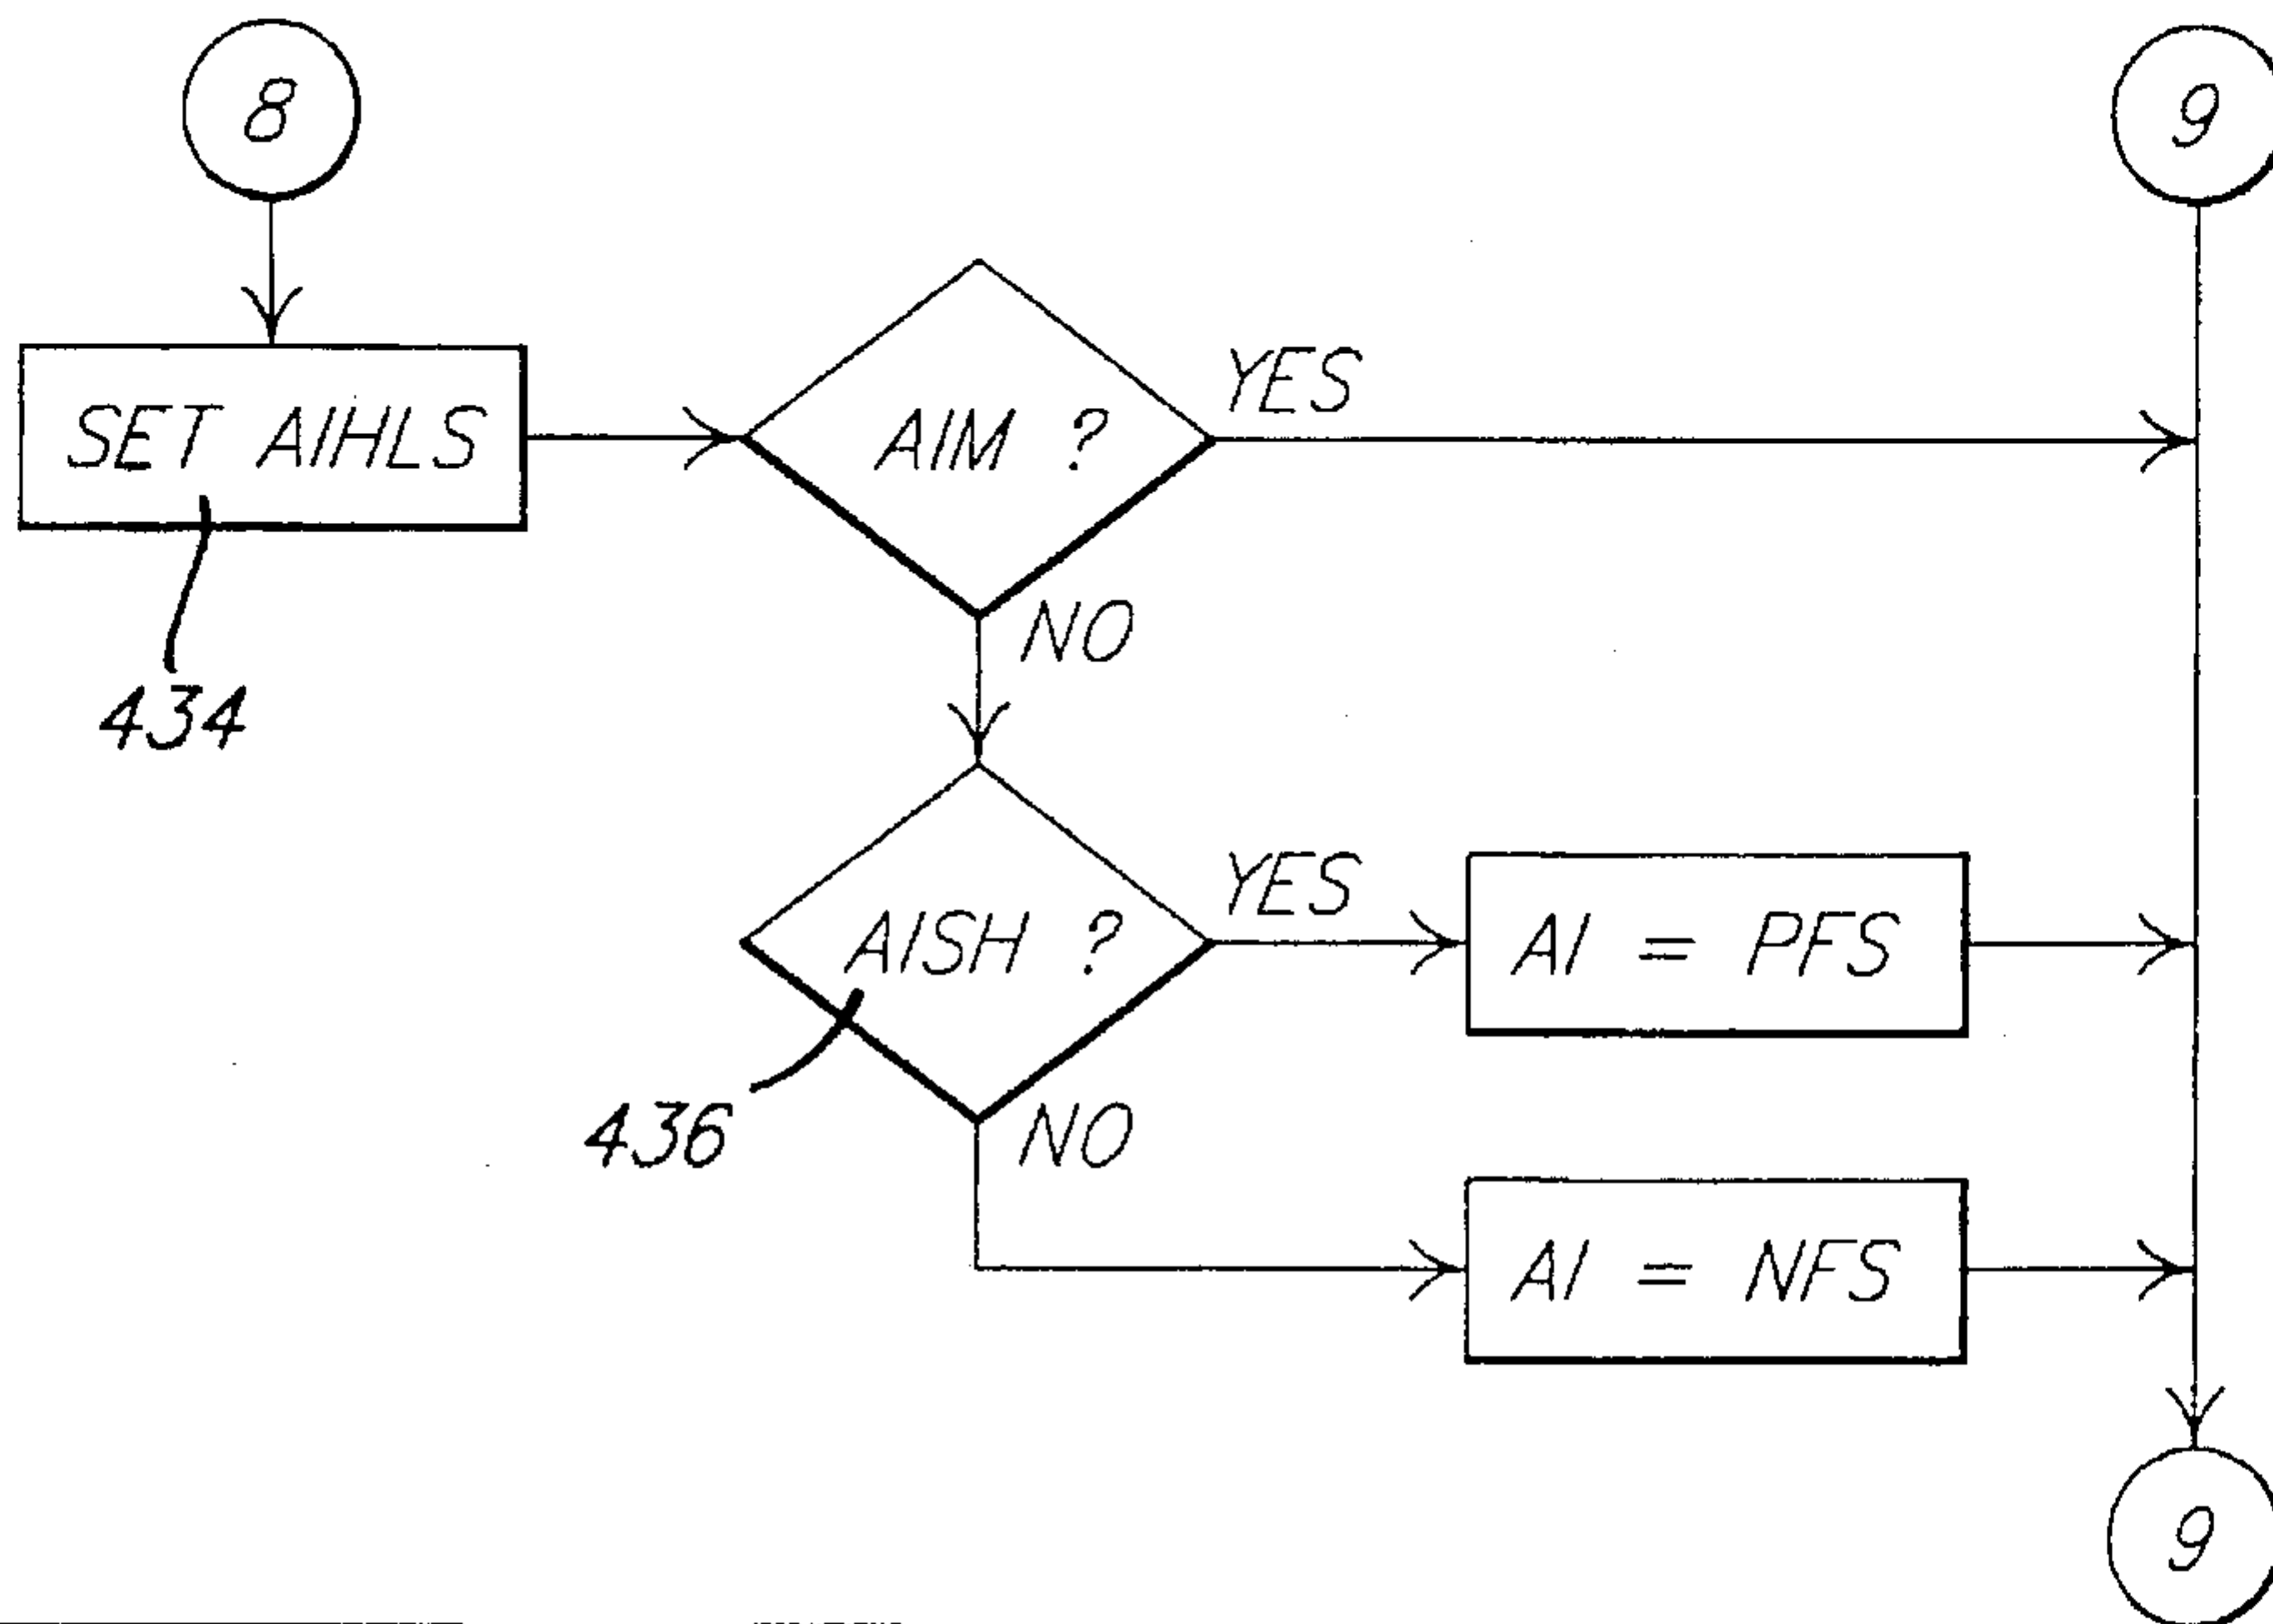 8
9
SET AIHLS
AIM ?
YES
NO
434
AISH ?
YES
AI = PFS
436
NO
AI = NFS
9